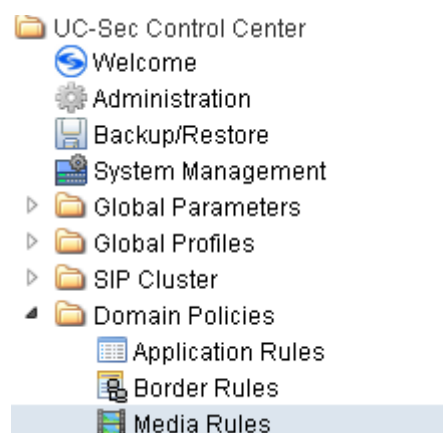 UC-Sec Control Center
Welcome
Administration
Backup/Restore
System Management
Global Parameters
Global Profiles
SIP Cluster
Domain Policies
Application Rules
Border Rules
Media Rules